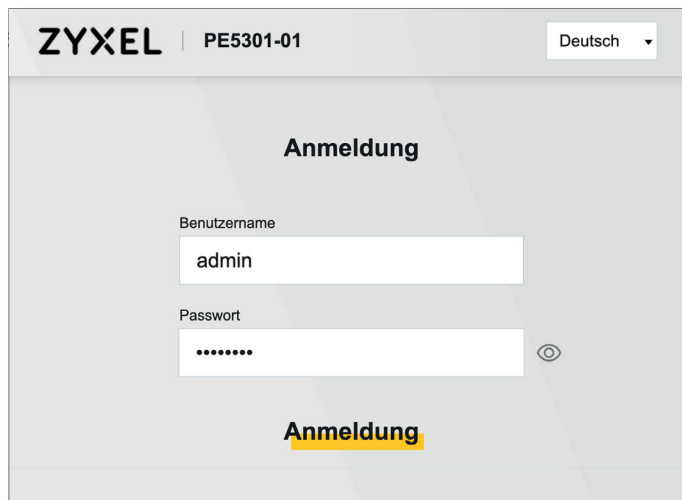 ZYXEL | PE5301-01
Deutsch
Anmeldung
Benutzername
admin
Passwort
••••••••
Anmeldung